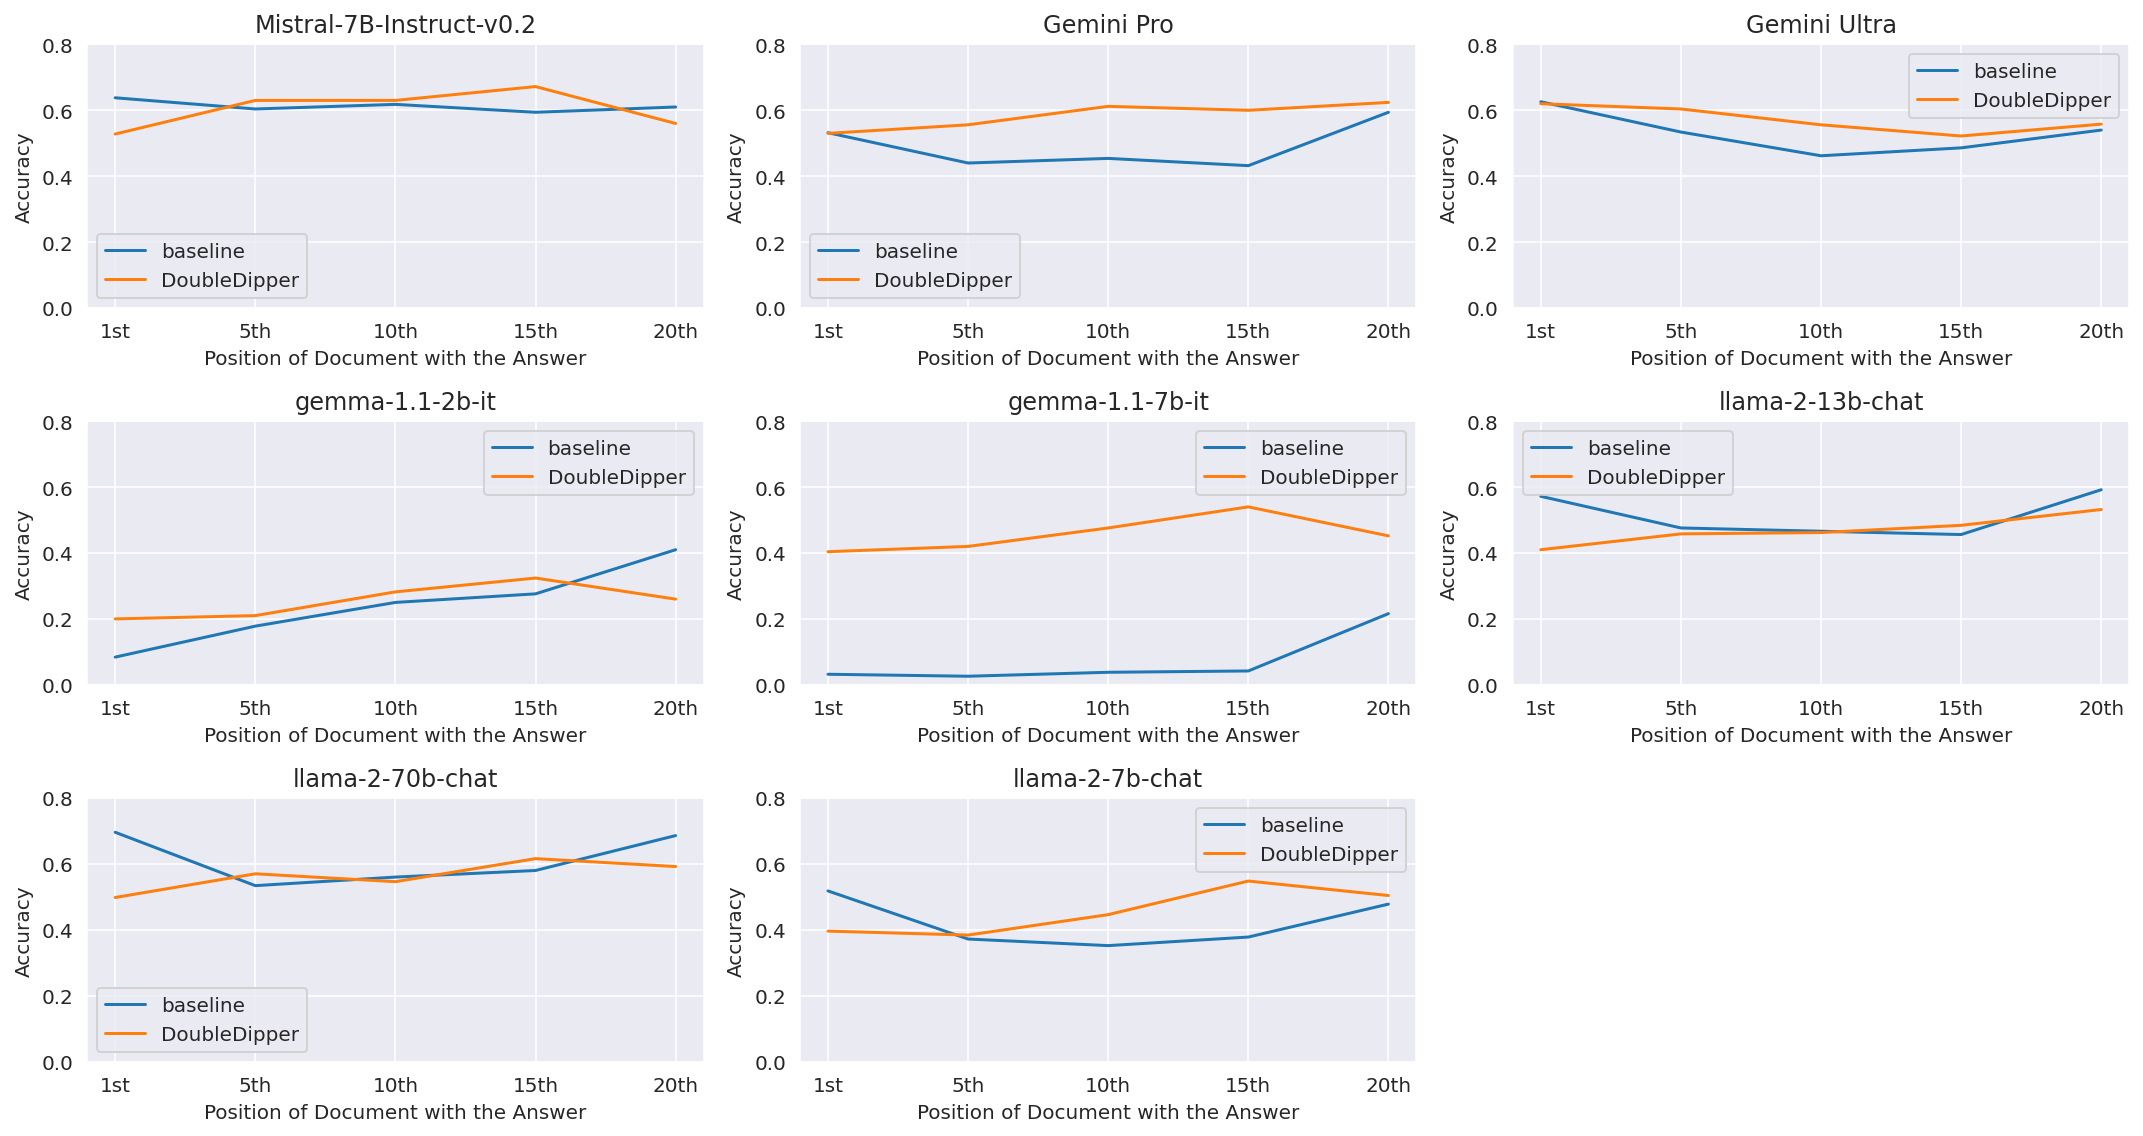 Mistral-7B-Instruct-v0.2
0.8
0.6
0.4
0.2
0.0
Accuracy
baseline
DoubleDipper
1st 5th 10th 15th 20th
Position of Document with the Answer
Gemini Pro
0.8
0.6
0.4
0.2
0.0
Accuracy
baseline
DoubleDipper
1st 5th 10th 15th 20th
Position of Document with the Answer
Gemini Ultra
0.8
0.6
0.4
0.2
0.0
Accuracy
baseline
DoubleDipper
1st 5th 10th 15th 20th
Position of Document with the Answer
gemma-1.1-2b-it
0.8
0.6
0.4
0.2
0.0
Accuracy
baseline
DoubleDipper
1st 5th 10th 15th 20th
Position of Document with the Answer
gemma-1.1-7b-it
0.8
0.6
0.4
0.2
0.0
Accuracy
baseline
DoubleDipper
1st 5th 10th 15th 20th
Position of Document with the Answer
llama-2-13b-chat
0.8
0.6
0.4
0.2
0.0
Accuracy
baseline
DoubleDipper
1st 5th 10th 15th 20th
Position of Document with the Answer
llama-2-70b-chat
0.8
0.6
0.4
0.2
0.0
Accuracy
baseline
DoubleDipper
1st 5th 10th 15th 20th
Position of Document with the Answer
llama-2-7b-chat
0.8
0.6
0.4
0.2
0.0
Accuracy
baseline
DoubleDipper
1st 5th 10th 15th 20th
Position of Document with the Answer